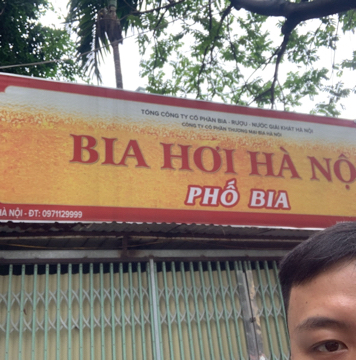 TỔNG CÔNG TY CỔ PHẦN BIA - RƯỢU - NƯỚC GIẢI KHÁT HÀ NỘI
CÔNG TY CỔ PHẦN THƯƠNG MẠI BIA HÀ NỘI
BIA HƠI HÀ NỘ
PHỐ BIA
HÀ NỘI - ĐT: 0971129999